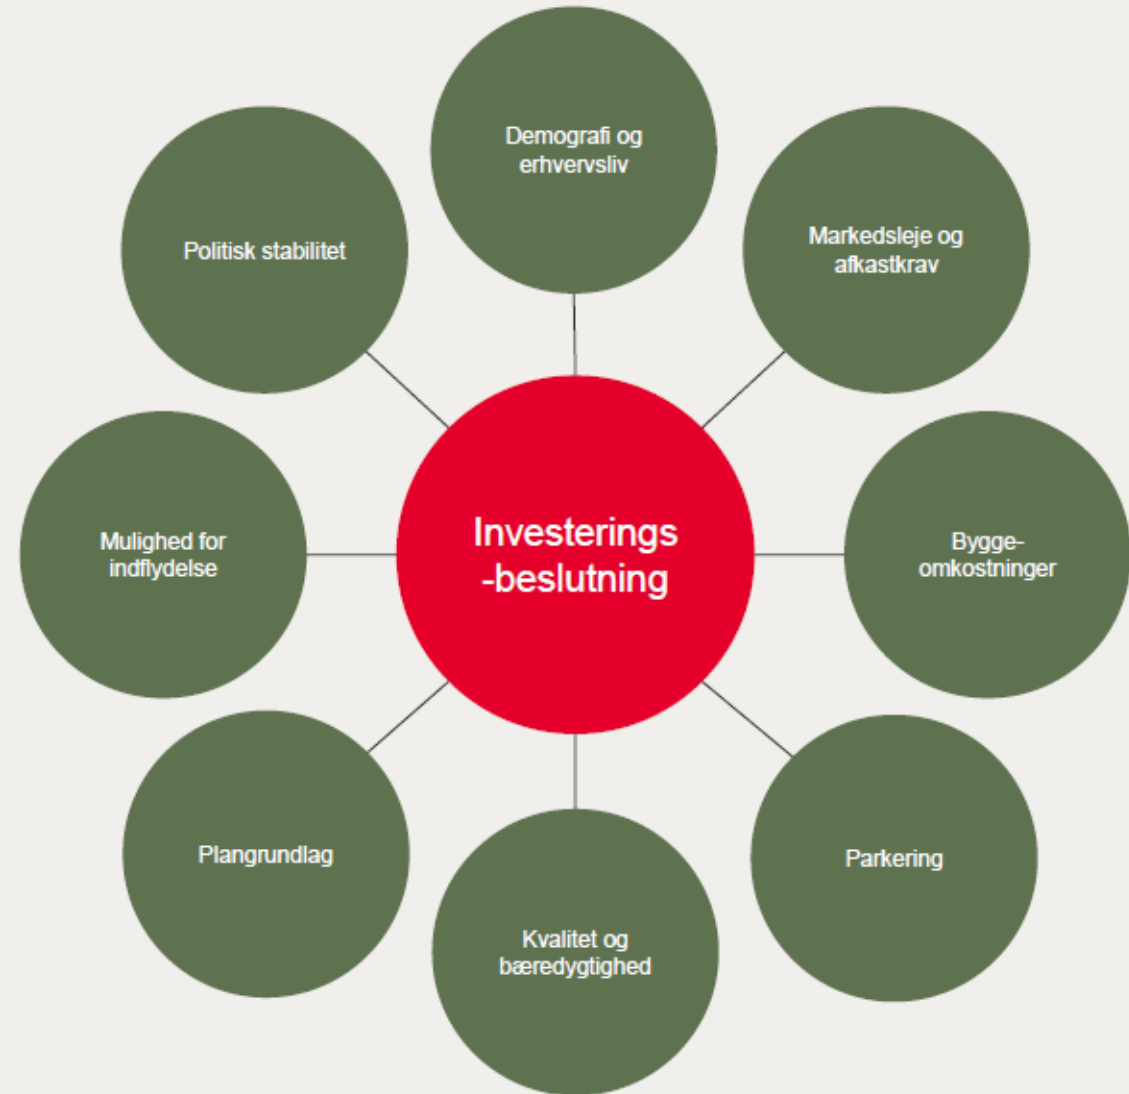 Demografi og
erhvervsliv
Markedsleje og
afkastkrav
Politisk stabilitet
Investerings
-beslutning
Mulighed for
indflydelse
Bygge-
omkostninger
Plangrundlag
Parkering
Kvalitet og
bæredygtighed